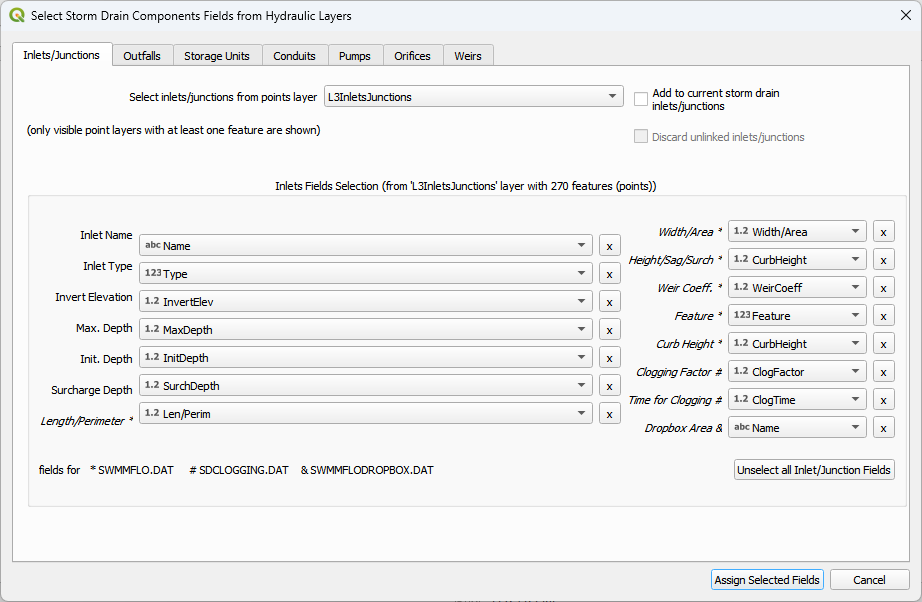 Select Storm Drain Components Fields from Hydraulic Layers
Inlets/Junctions Outfalls Storage Units Conduits Pumps Orifices Weirs
Select inlets/junctions from points layer L3InletsJunctions
Add to current storm drain
inlets/junctions
(only visible point layers with at least one feature are shown)
Discard unlinked inlets/junctions
Inlets Fields Selection (from 'L3InletsJunctions' layer with 270 features (points))
Inlet Name abc Name x
Inlet Type 123 Type x
Invert Elevation 1.2 InvertElev x
Max. Depth 1.2 MaxDepth x
Init. Depth 1.2 InitDepth x
Surcharge Depth 1.2 SurchDepth x
Length/Perimeter * 1.2 Len/Perim x
Width/Area * 1.2 Width/Area x
Height/Sag/Surch * 1.2 CurbHeight x
Weir Coeff. * 1.2 WeirCoeff x
Feature * 123 Feature x
Curb Height * 1.2 CurbHeight x
Clogging Factor # 1.2 ClogFactor x
Time for Clogging # 1.2 ClogTime x
Dropbox Area & abc Name x
fields for * SWMMFLO.DAT # SDCLOGGING.DAT & SWMMFLODROPBOX.DAT
Unselect all Inlet/Junction Fields
Assign Selected Fields Cancel